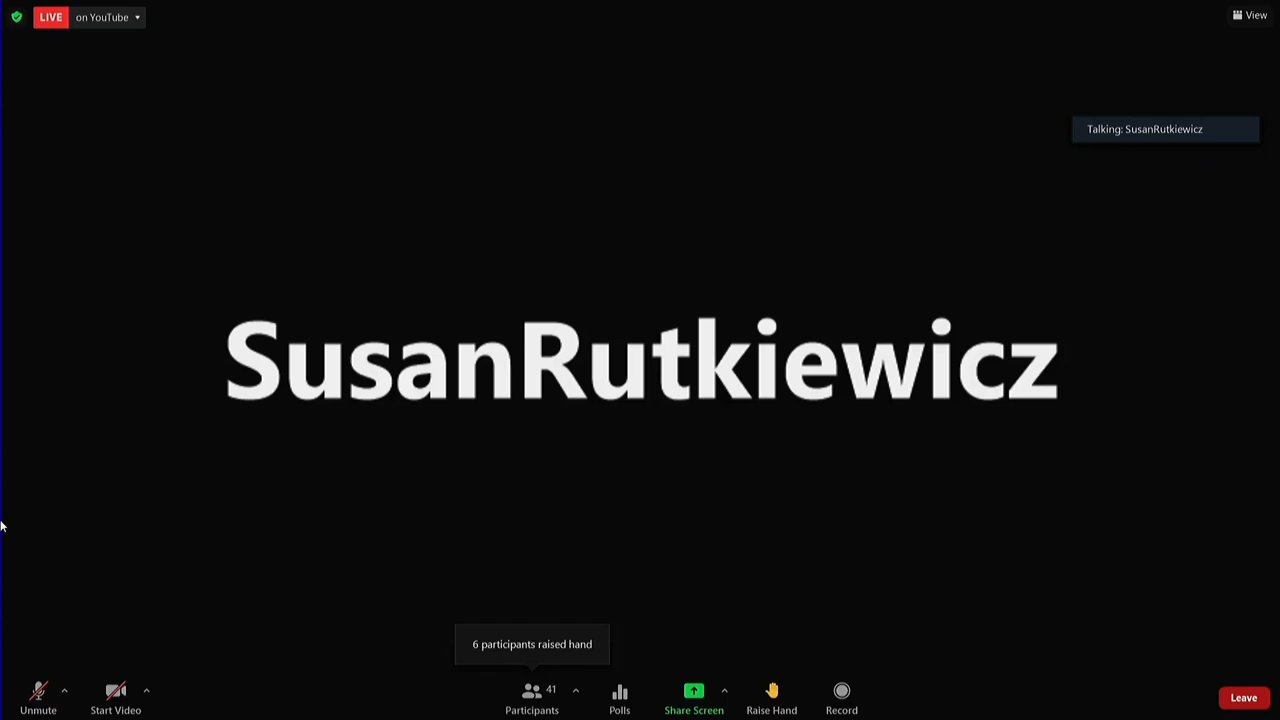 LIVE on YouTube
View
Talking: SusanRutkiewicz
SusanRutkiewicz
6 participants raised hand
41
Unmute
Start Video
Participants
Polls
Share Screen
Raise Hand
Record
Leave